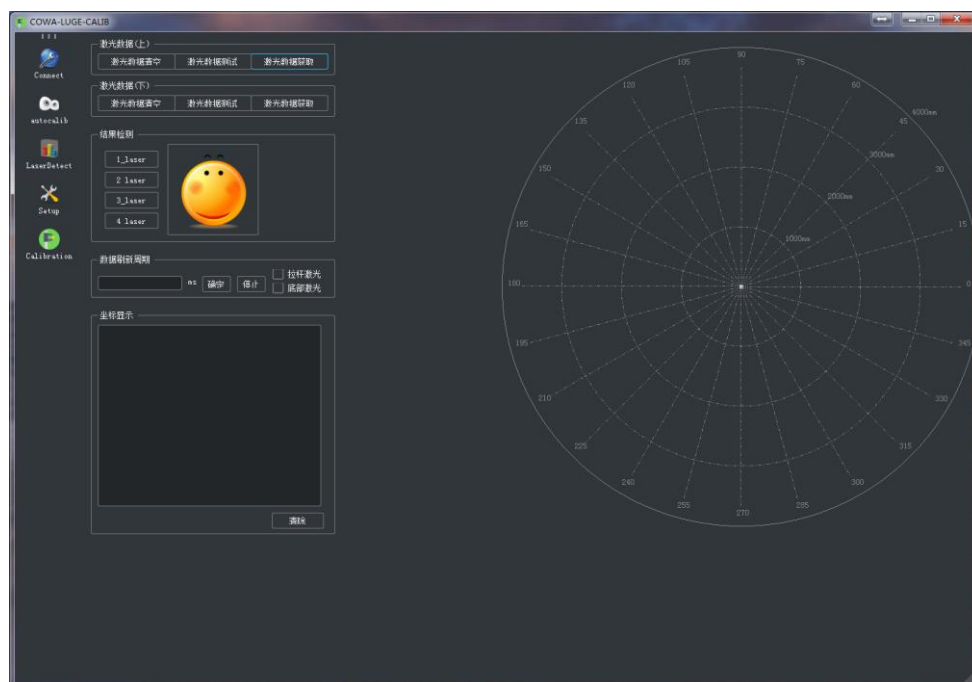 COWA-LUGE-CALIB
Connect
autocalib
LaserDetect
Setup
Calibration
激光数据(上)
激光数据清空 激光数据测试 激光数据获取
激光数据(下)
激光数据清空 激光数据测试 激光数据获取
结果检测
1_laser
2 laser
3_laser
4 laser
数据刷新周期
ms 确定 停止
拉杆激光
底部激光
坐标显示
清除
90
105 75
120 60
135 45 4000mm
150 30 3000mm
2000mm
165 15
1000mm
180 0
195 345
210 330
225 315
240 300
255 285
270